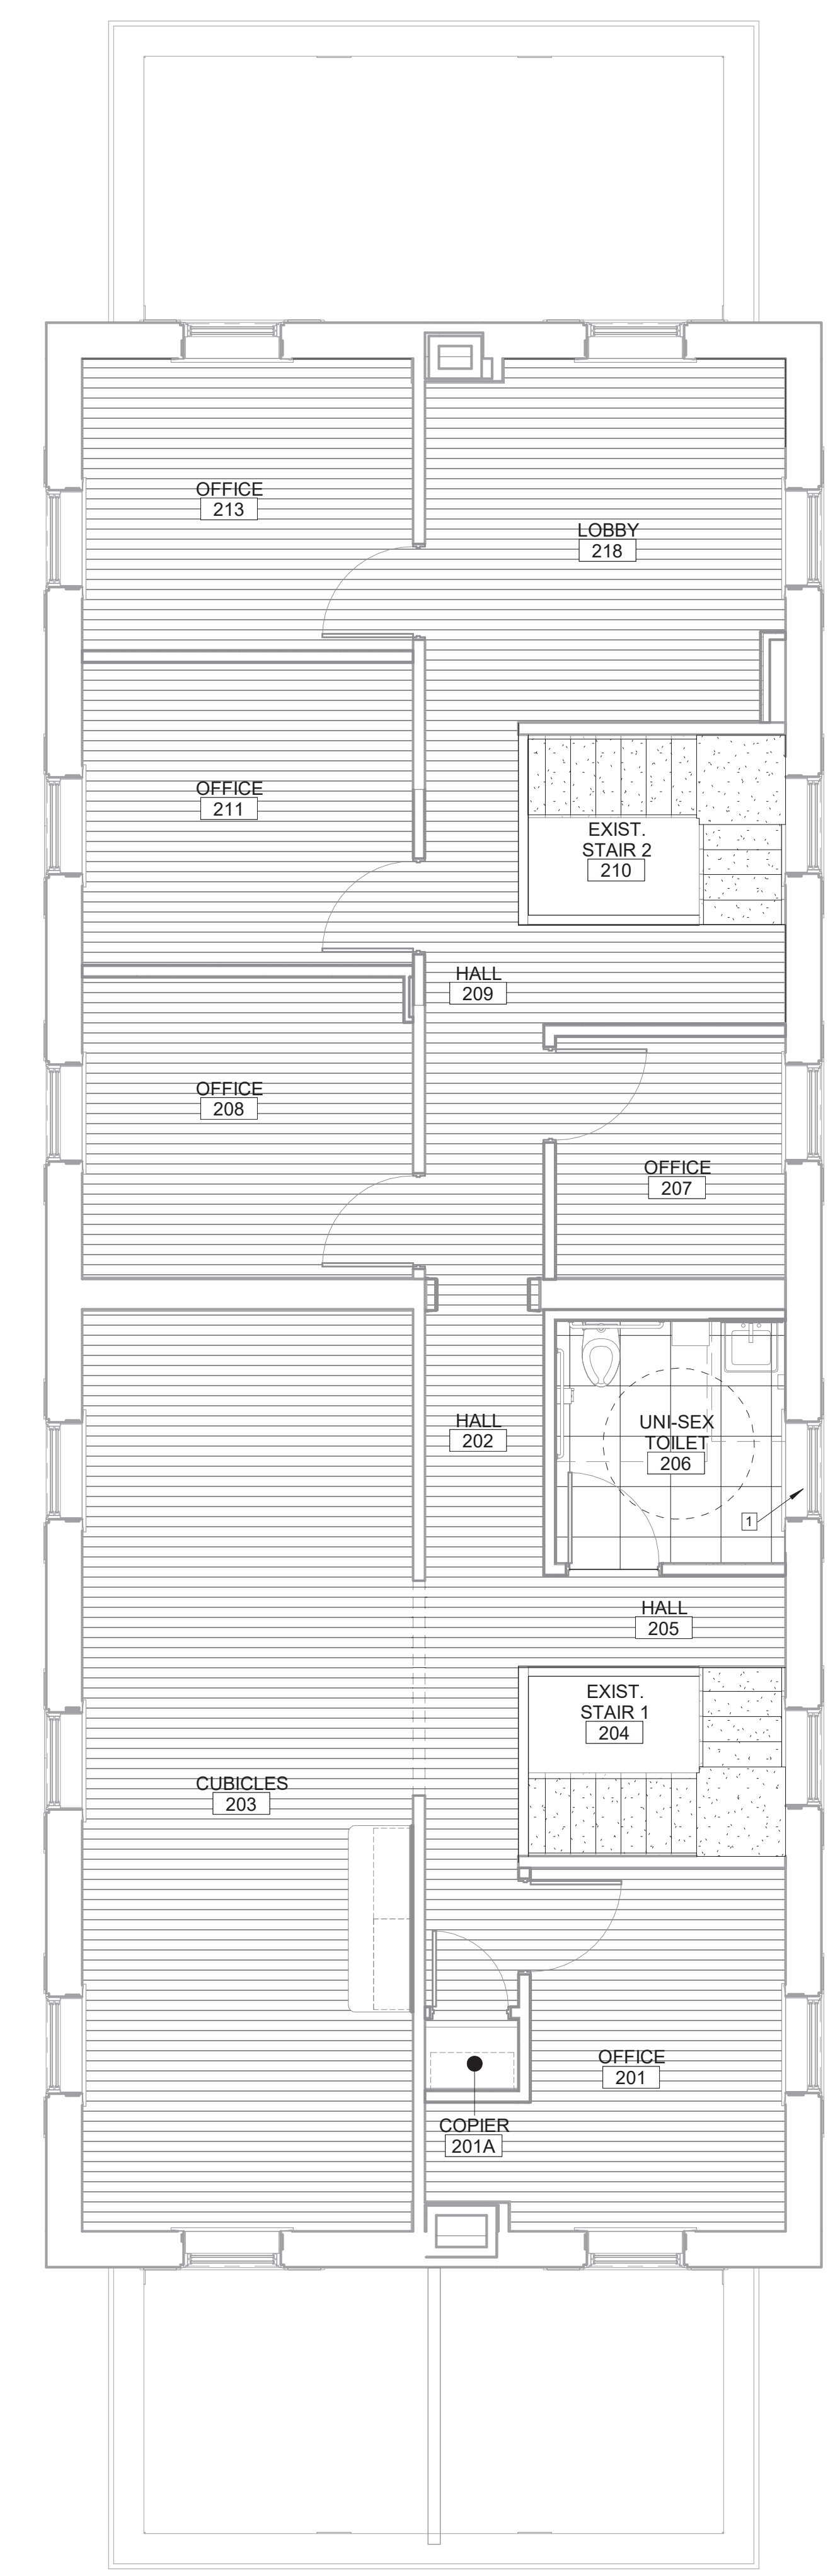 OFFICE
213
LOBBY
218
OFFICE
211
EXIST.
STAIR 2
210
HALL
209
OFFICE
208
OFFICE
207
HALL
202
UNI-SEX
TOILET
206
1
HALL
205
EXIST.
STAIR 1
204
CUBICLES
203
OFFICE
201
COPIER
201A